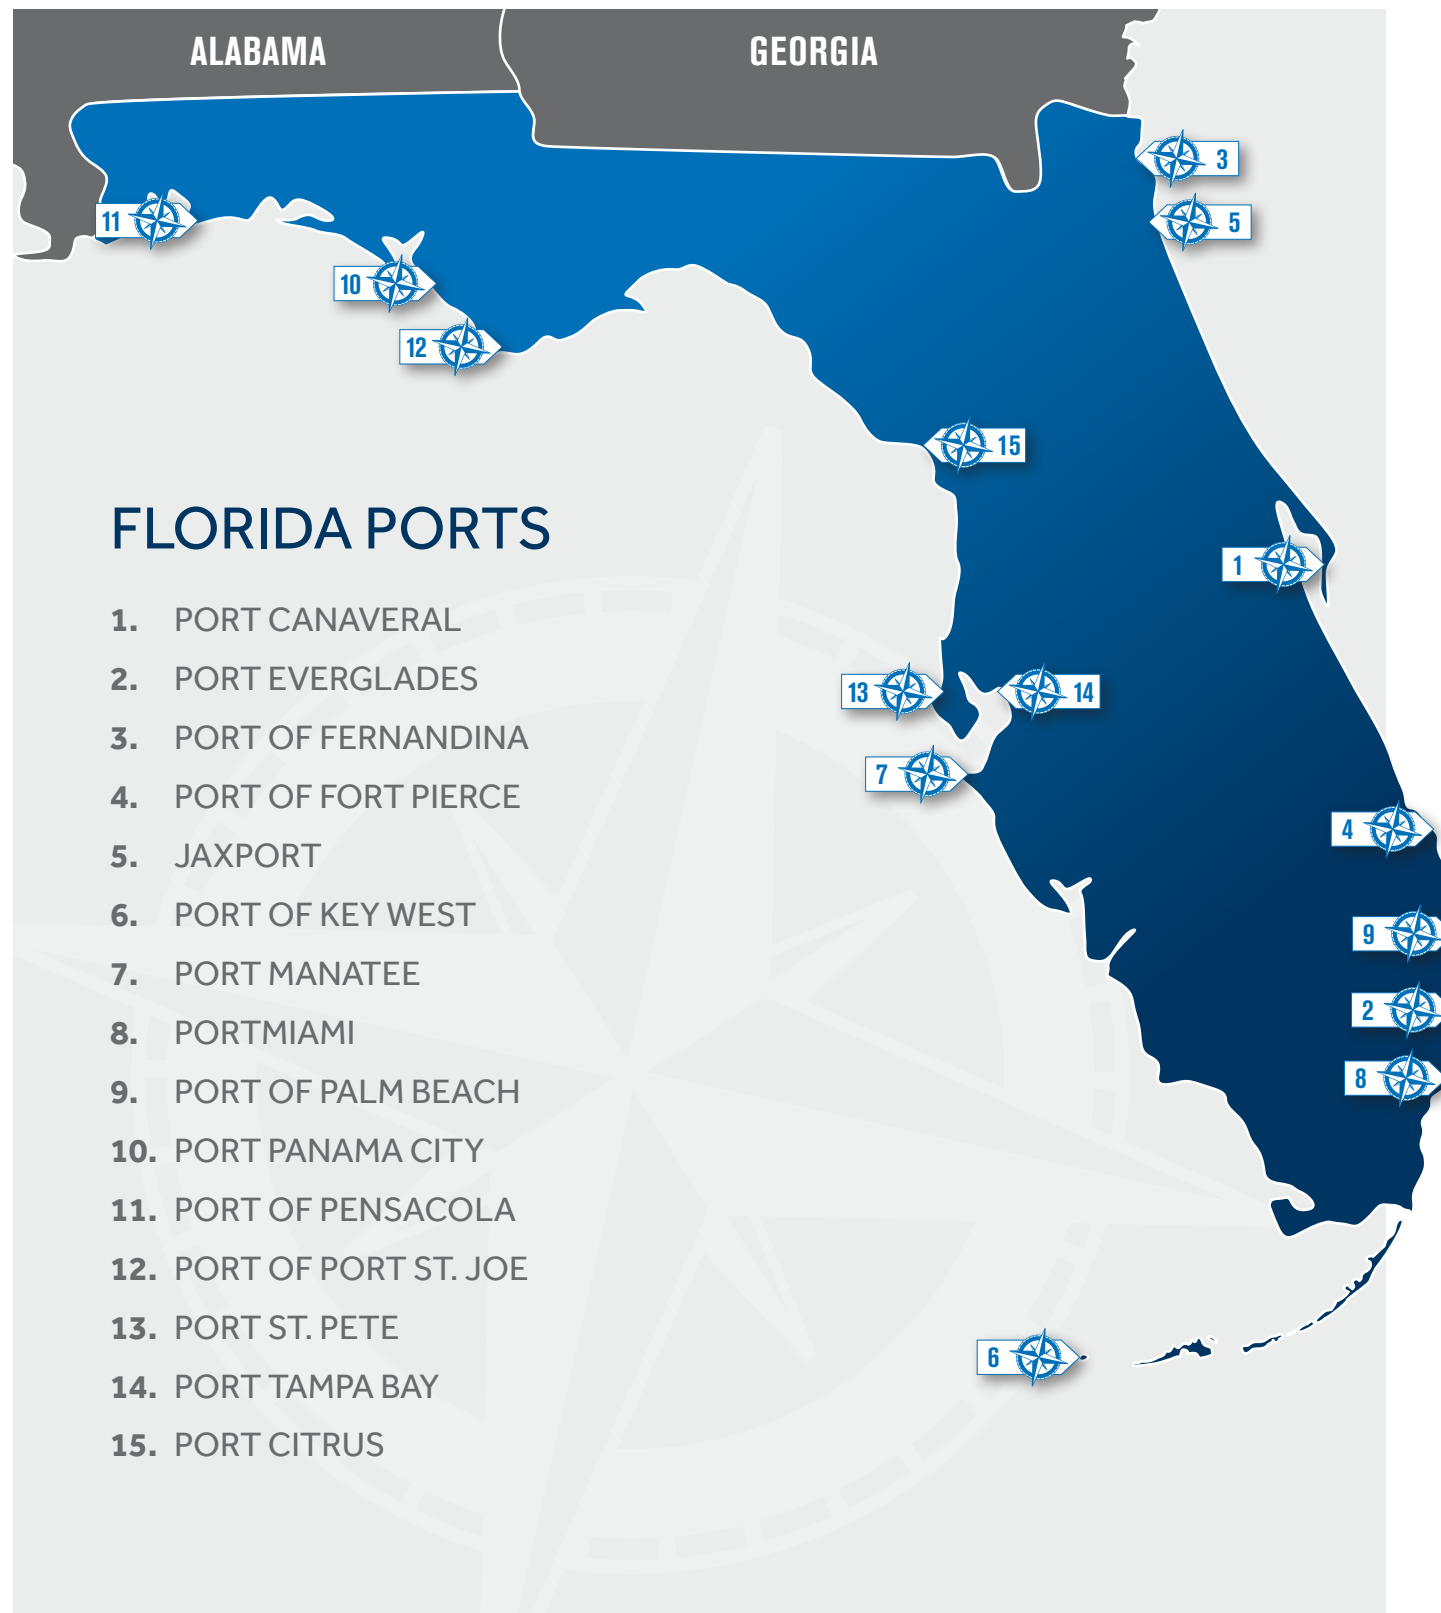 ALABAMA
GEORGIA
3
11
5
10
12
15
FLORIDA PORTS
1
1. PORT CANAVERAL
2. PORT EVERGLADES
13
14
3. PORT OF FERNANDINA
7
4. PORT OF FORT PIERCE
4
5. JAXPORT
6. PORT OF KEY WEST
9
7. PORT MANATEE
2
8. PORTMIAMI
8
9. PORT OF PALM BEACH
10. PORT PANAMA CITY
11. PORT OF PENSACOLA
12. PORT OF PORT ST. JOE
13. PORT ST. PETE
6
14. PORT TAMPA BAY
15. PORT CITRUS